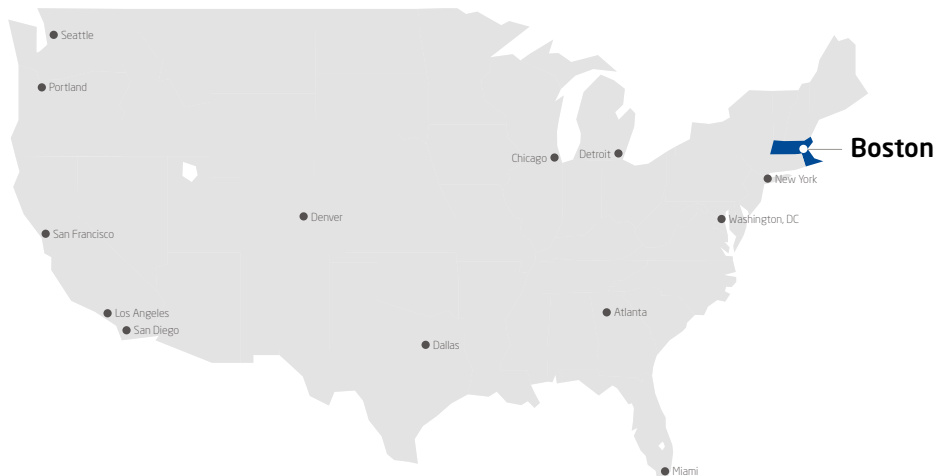 Seattle
Portland
Boston
Chicago
Detroit
New York
Denver
Washington, DC
San Francisco
Los Angeles
Atlanta
San Diego
Dallas
Miami